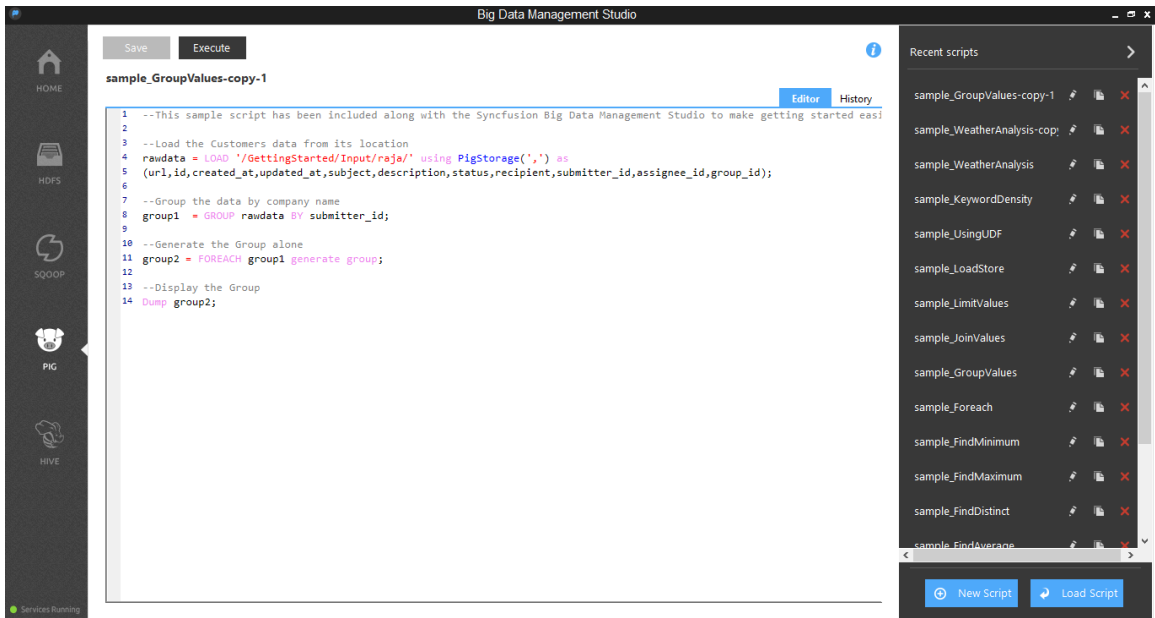 Big Data Management Studio
HOME
HDFS
SQOOP
PIG
HIVE
Services Running
Save Execute
sample_GroupValues-copy-1
Editor History
1 --This sample script has been included along with the Syncfusion Big Data Management Studio to make getting started easi
2
3 --Load the Customers data from its location
4 rawdata = LOAD '/GettingStarted/Input/raja/' using PigStorage(',') as
5 (url,id,created_at,updated_at,subject,description,status,recipient,submitter_id,assignee_id,group_id);
6
7 --Group the data by company name
8 group1  = GROUP rawdata BY submitter_id;
9
10 --Generate the Group alone
11 group2 = FOREACH group1 generate group;
12
13 --Display the Group
14 Dump group2;
Recent scripts
sample_GroupValues-copy-1
sample_WeatherAnalysis-copy
sample_WeatherAnalysis
sample_KeywordDensity
sample_UsingUDF
sample_LoadStore
sample_LimitValues
sample_JoinValues
sample_GroupValues
sample_Foreach
sample_FindMinimum
sample_FindMaximum
sample_FindDistinct
sample_FindAverage
New Script Load Script